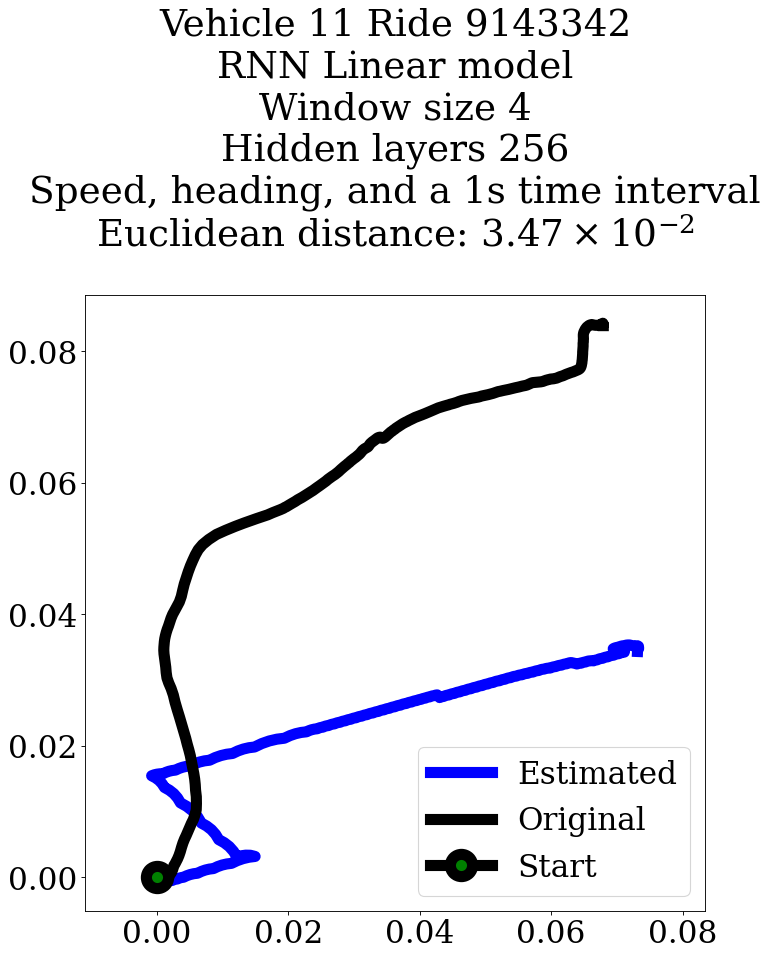 Vehicle 11 Ride 9143342
RNN Linear model
Window size 4
Hidden layers 256
Speed, heading, and a 1s time interval
Euclidean distance: 3.47 × 10⁻²
0.08
0.06
0.04
0.02
0.00
Estimated
Original
Start
0.00 0.02 0.04 0.06 0.08